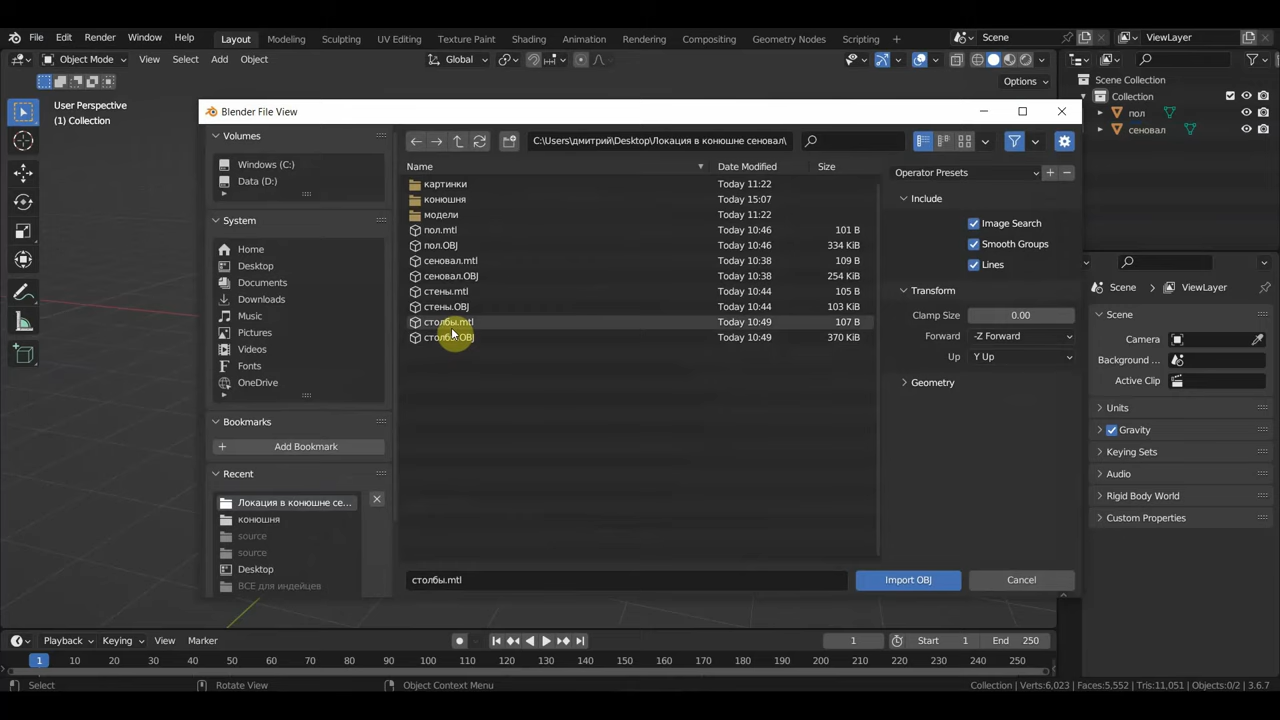 File Edit Render Window Help Layout Modeling Sculpting UV Editing Texture Paint Shading Animation Rendering Compositing Geometry Nodes Scripting Scene ViewLayer
Object Mode View Select Add Object Global
Options
User Perspective
(1) Collection
Scene Collection
Collection
пол
сеновал
Blender File View
Volumes
Windows (C:)
Data (D:)
System
Home
Desktop
Documents
Downloads
Music
Pictures
Videos
Fonts
OneDrive
Bookmarks
Add Bookmark
Recent
Локация в конюшне се...
конюшня
source
source
Desktop
ВСЕ для индейцев
C:\Users\дмитрий\Desktop\Локация в конюшне сеновал\
Name Date Modified Size
картинки Today 11:22
конюшня Today 15:07
модели Today 11:22
пол.mtl Today 10:46 101 B
пол.OBJ Today 10:46 334 KiB
сеновал.mtl Today 10:38 109 B
сеновал.OBJ Today 10:38 254 KiB
стены.mtl Today 10:44 105 B
стены.OBJ Today 10:44 103 KiB
столбы.mtl Today 10:49 107 B
столбы.OBJ Today 10:49 370 KiB
столбы.mtl
Import OBJ
Cancel
Operator Presets
Include
Image Search
Smooth Groups
Lines
Transform
Clamp Size 0.00
Forward -Z Forward
Up Y Up
Geometry
Scene ViewLayer
Scene
Camera
Background ...
Active Clip
Units
Gravity
Keying Sets
Audio
Rigid Body World
Custom Properties
Playback Keying View Marker 1 Start 1 End 250
1 10 20 30 40 50 60 70 80 90 100 110 120 130 140 150 160 170 180 190 200 210 220 230 240 250
Select Rotate View Object Context Menu Collection | Verts:6,023 | Faces:5,552 | Tris:11,051 | Objects:0/2 | 3.6.7